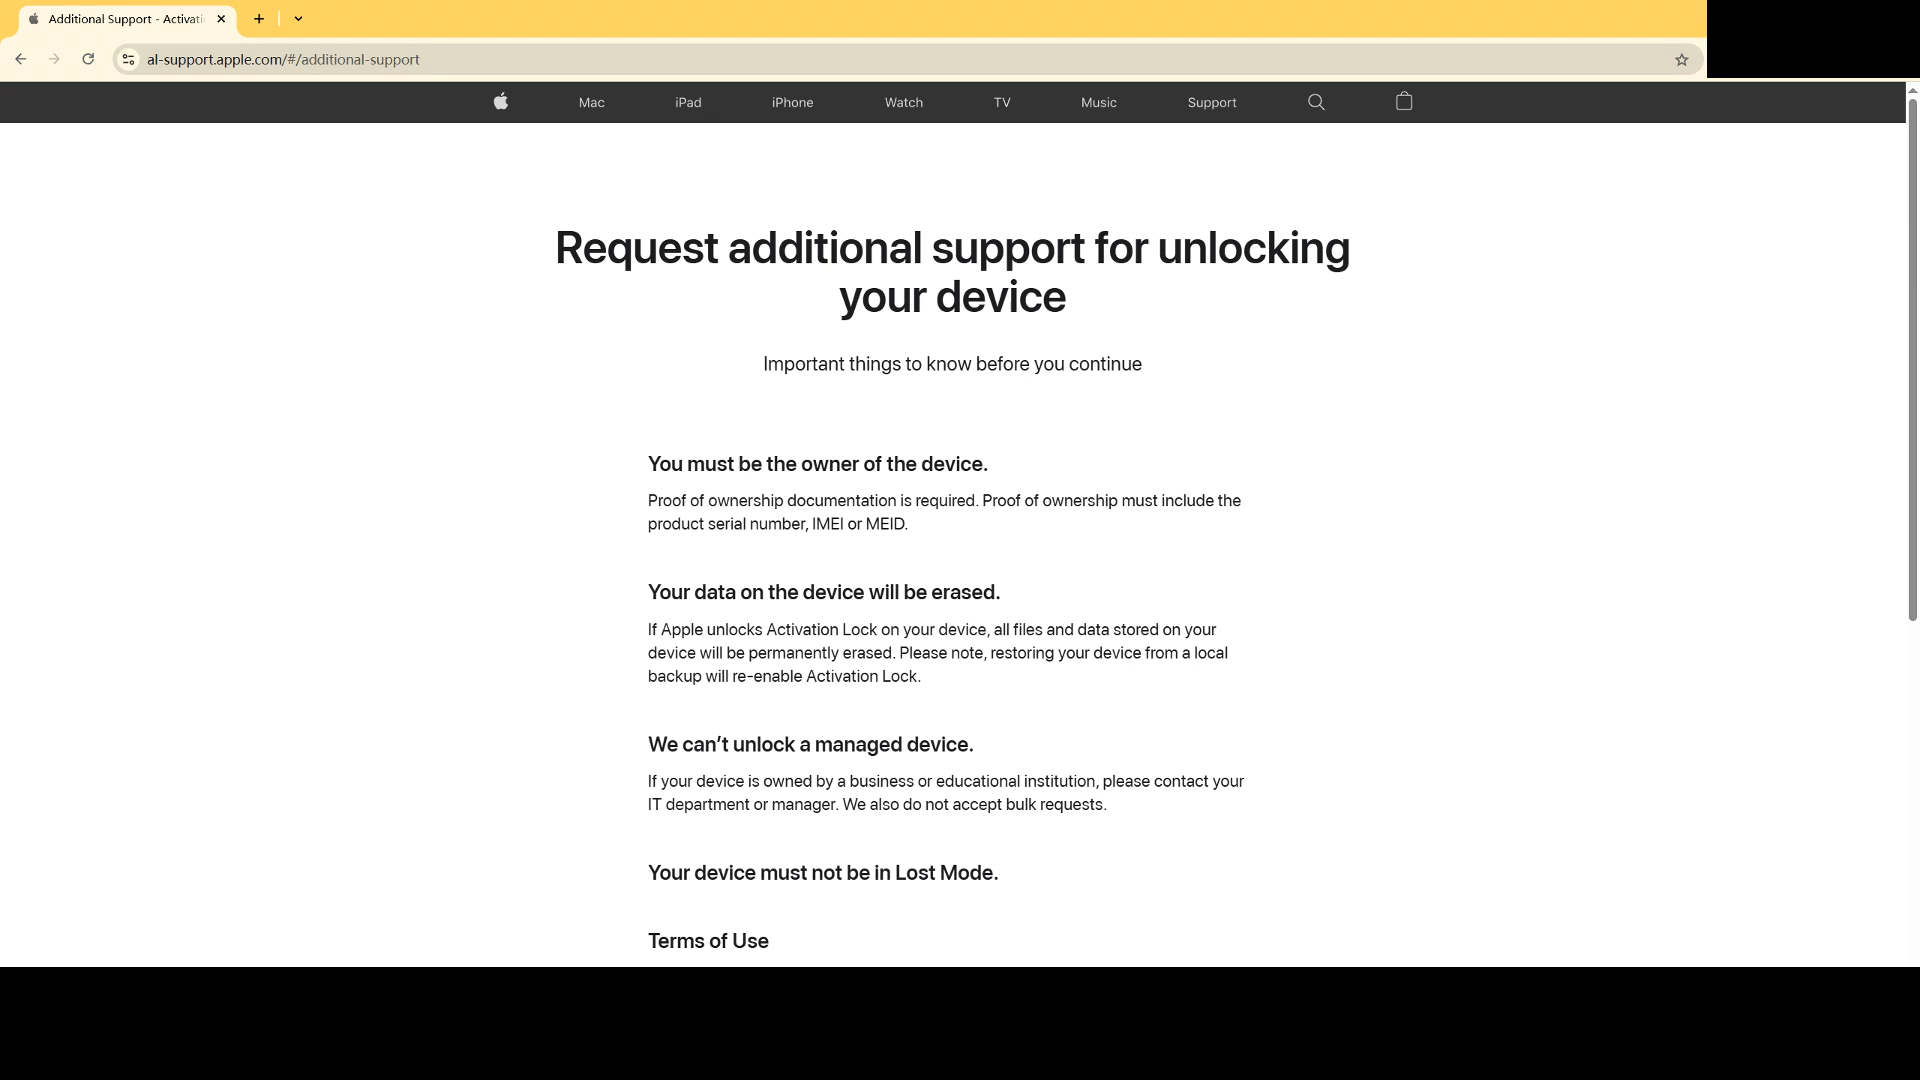 Additional Support - Activati
al-support.apple.com/#/additional-support
Mac iPad iPhone Watch TV Music Support
Request additional support for unlocking
your device
Important things to know before you continue
You must be the owner of the device.
Proof of ownership documentation is required. Proof of ownership must include the
product serial number, IMEI or MEID.
Your data on the device will be erased.
If Apple unlocks Activation Lock on your device, all files and data stored on your
device will be permanently erased. Please note, restoring your device from a local
backup will re-enable Activation Lock.
We can’t unlock a managed device.
If your device is owned by a business or educational institution, please contact your
IT department or manager. We also do not accept bulk requests.
Your device must not be in Lost Mode.
Terms of Use